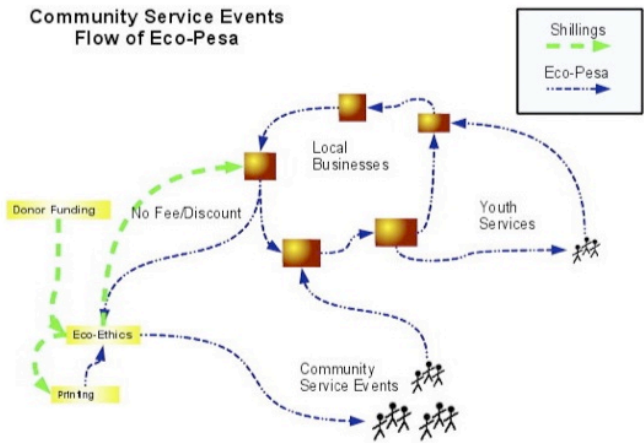 Community Service Events
Flow of Eco-Pesa
Shillings
Eco-Pesa
Local
Businesses
Donor Funding
No Fee/Discount
Youth
Services
Eco-Ethics
Printing
Community
Service Events